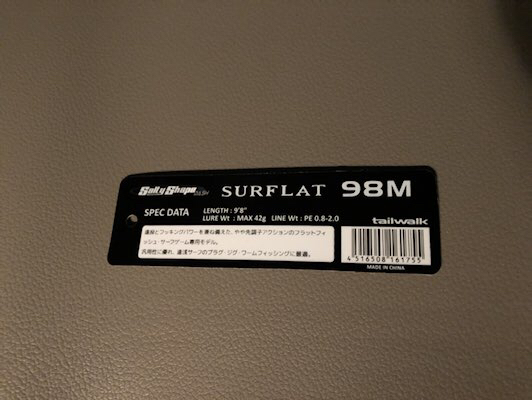 Salty Shape
SURFLAT 98M
SPEC DATA
LENGTH : 9'8"
LURE Wt : MAX 42g LINE Wt : PE 0.8-2.0
tailwalk
遠投とフッキングパワーを兼ね備えた、やや先調子アクションのフラットフィ
ッシュ・サーフゲーム専用モデル。
汎用性に優れ、遠浅サーフのプラグ・ジグ・ワームフィッシングに最適。
4 516508 161755
MADE IN CHINA